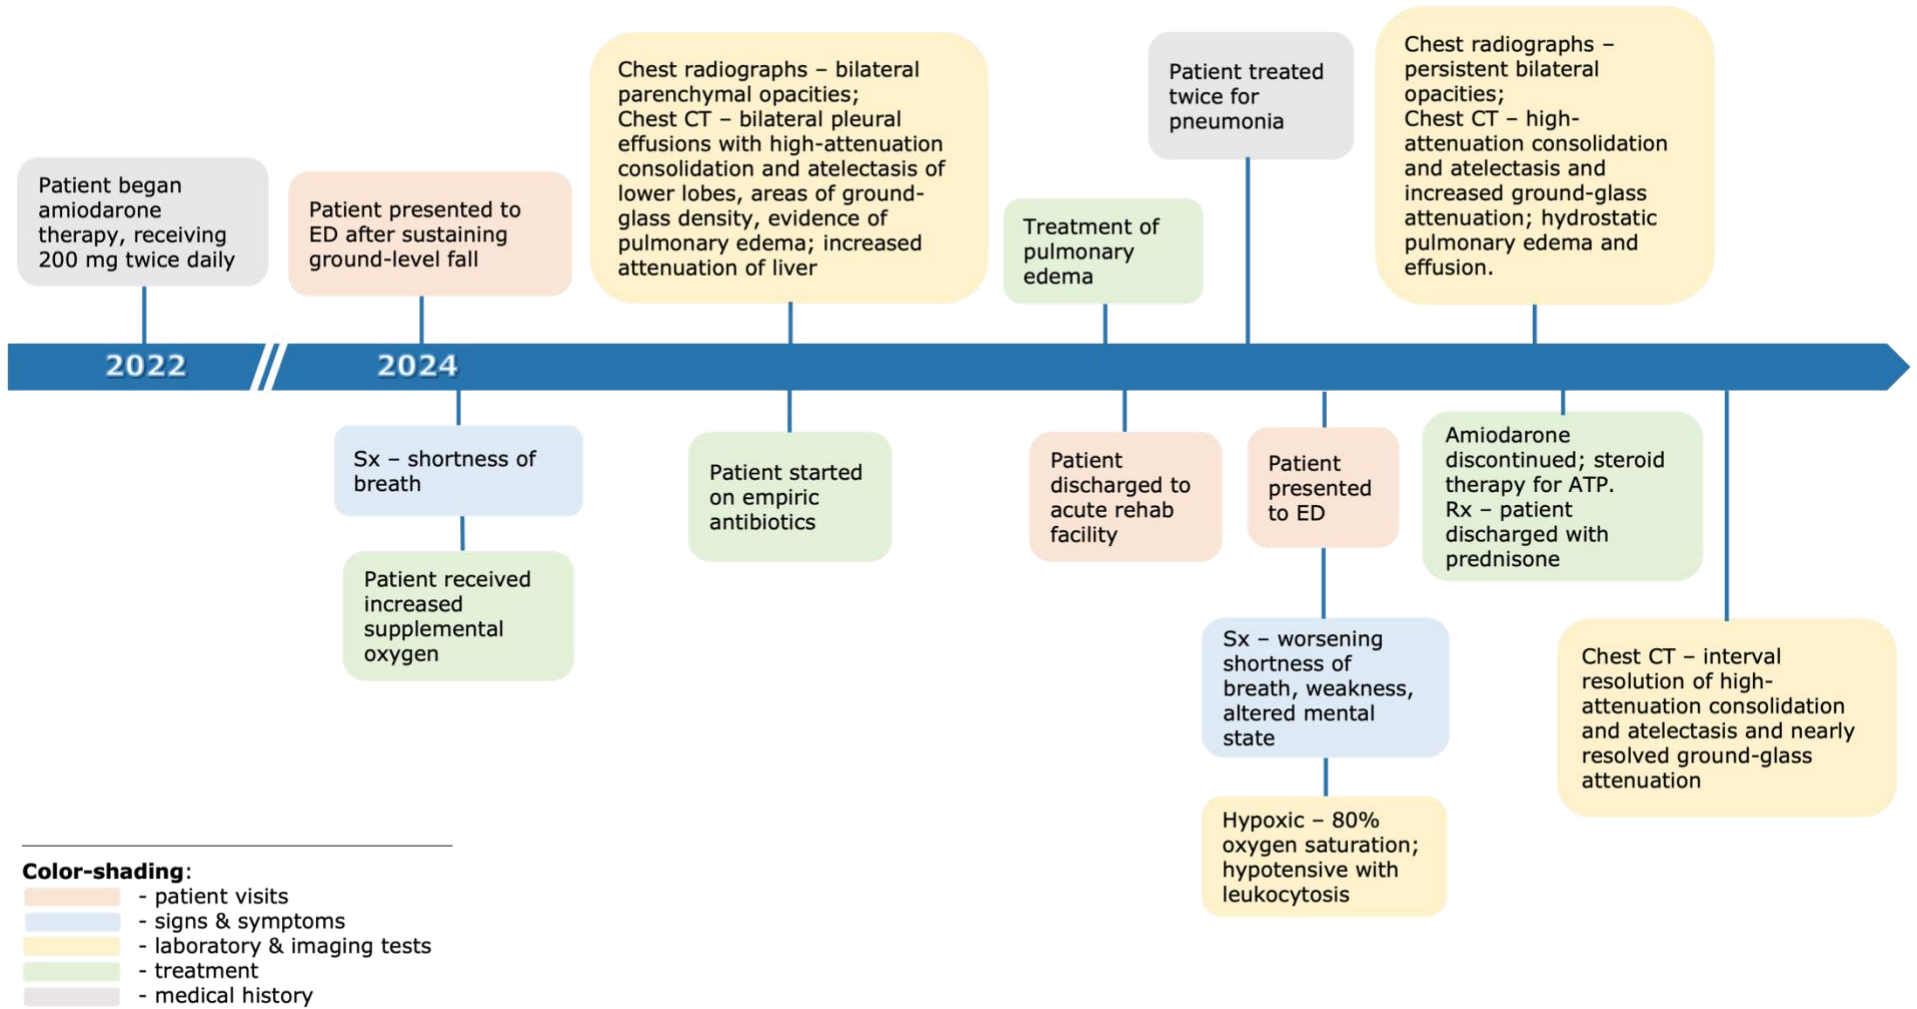 Patient began
amiodarone
therapy, receiving
200 mg twice daily
Patient presented to
ED after sustaining
ground-level fall
Chest radiographs – bilateral
parenchymal opacities;
Chest CT – bilateral pleural
effusions with high-attenuation
consolidation and atelectasis of
lower lobes, areas of ground-
glass density, evidence of
pulmonary edema; increased
attenuation of liver
Treatment of
pulmonary
edema
Patient treated
twice for
pneumonia
Chest radiographs –
persistent bilateral
opacities;
Chest CT – high-
attenuation consolidation
and atelectasis and
increased ground-glass
attenuation; hydrostatic
pulmonary edema and
effusion.
2022
2024
Sx – shortness of
breath
Patient received
increased
supplemental
oxygen
Patient started
on empiric
antibiotics
Patient
discharged to
acute rehab
facility
Patient
presented
to ED
Sx – worsening
shortness of
breath, weakness,
altered mental
state
Hypoxic – 80%
oxygen saturation;
hypotensive with
leukocytosis
Amiodarone
discontinued; steroid
therapy for ATP.
Rx – patient
discharged with
prednisone
Chest CT – interval
resolution of high-
attenuation consolidation
and atelectasis and nearly
resolved ground-glass
attenuation
Color-shading:
- patient visits
- signs & symptoms
- laboratory & imaging tests
- treatment
- medical history